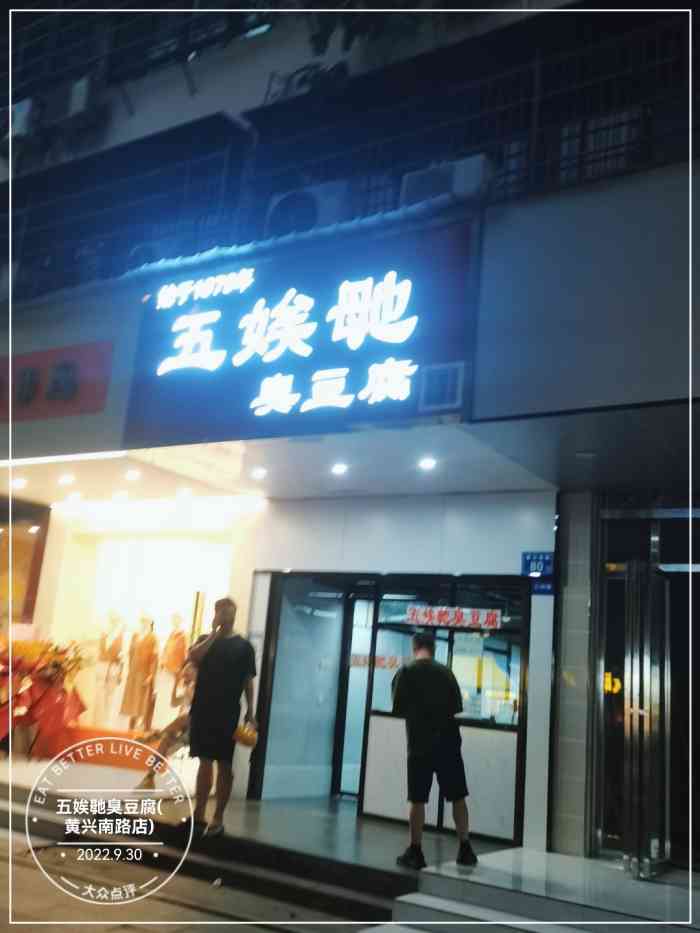 始于1979年
五娭毑
臭豆腐
80
五娭毑臭豆腐
EAT BETTER LIVE BETTER
五娭毑臭豆腐(
黄兴南路店)
2022.9.30
大众点评